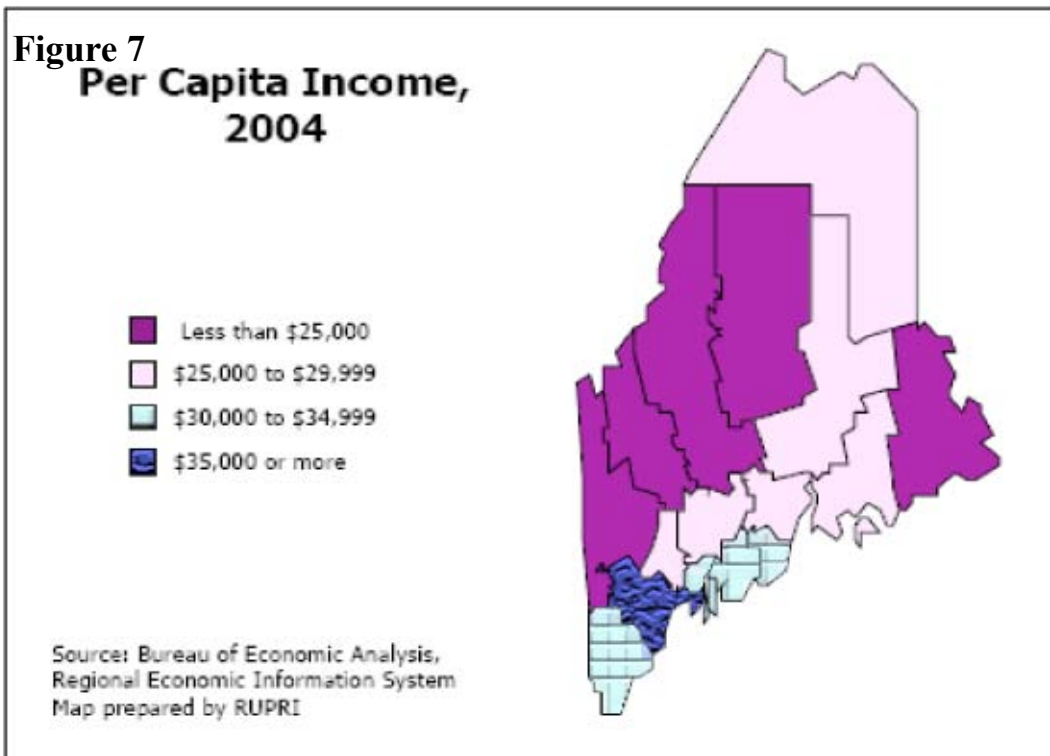 Figure 7
Per Capita Income,
2004
Less than $25,000
$25,000 to $29,999
$30,000 to $34,999
$35,000 or more
Source: Bureau of Economic Analysis,
Regional Economic Information System
Map prepared by RUPRI